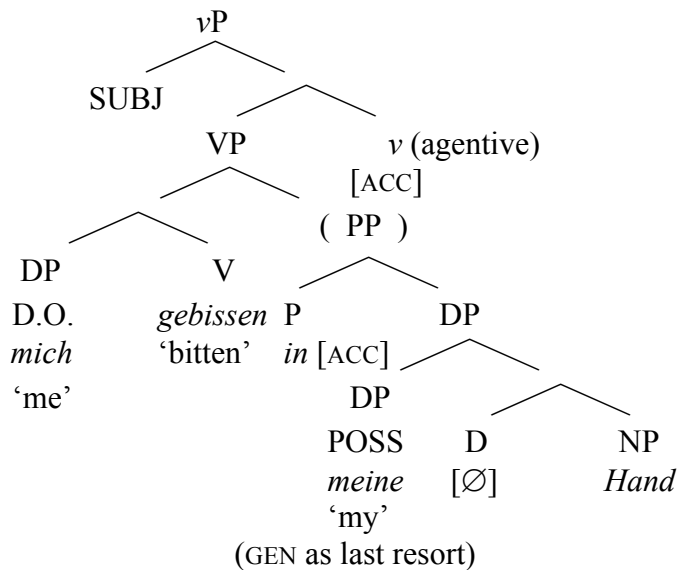 vP
SUBJ
VP v (agentive)
[ACC]
( PP )
DP V
D.O. gebissen P DP
mich ‘bitten’ in [ACC]
‘me’ DP
POSS D NP
meine [∅] Hand
‘my’
(GEN as last resort)